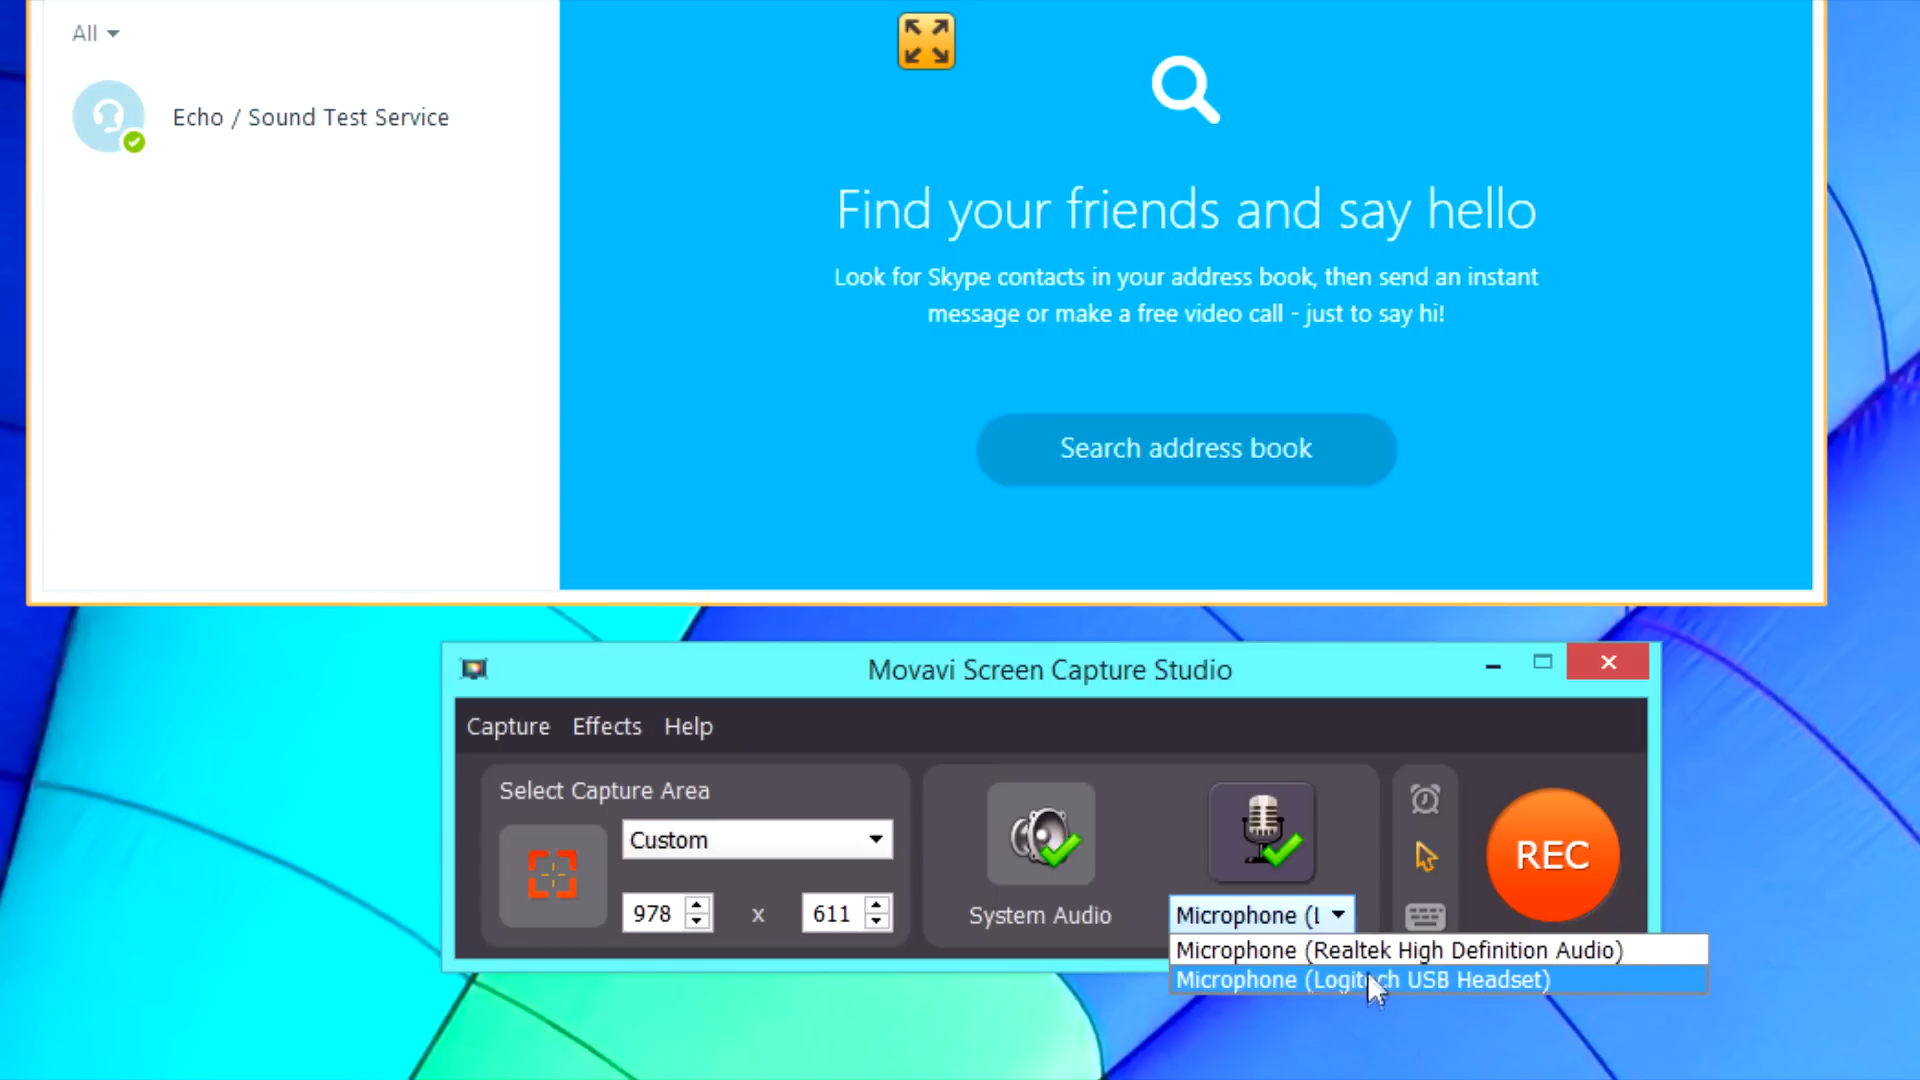 All
Echo / Sound Test Service
Find your friends and say hello
Look for Skype contacts in your address book, then send an instant
message or make a free video call - just to say hi!
Search address book
Movavi Screen Capture Studio
Capture Effects Help
Select Capture Area
Custom
978 x 611
System Audio
Microphone (L
REC
Microphone (Realtek High Definition Audio)
Microphone (Logitech USB Headset)